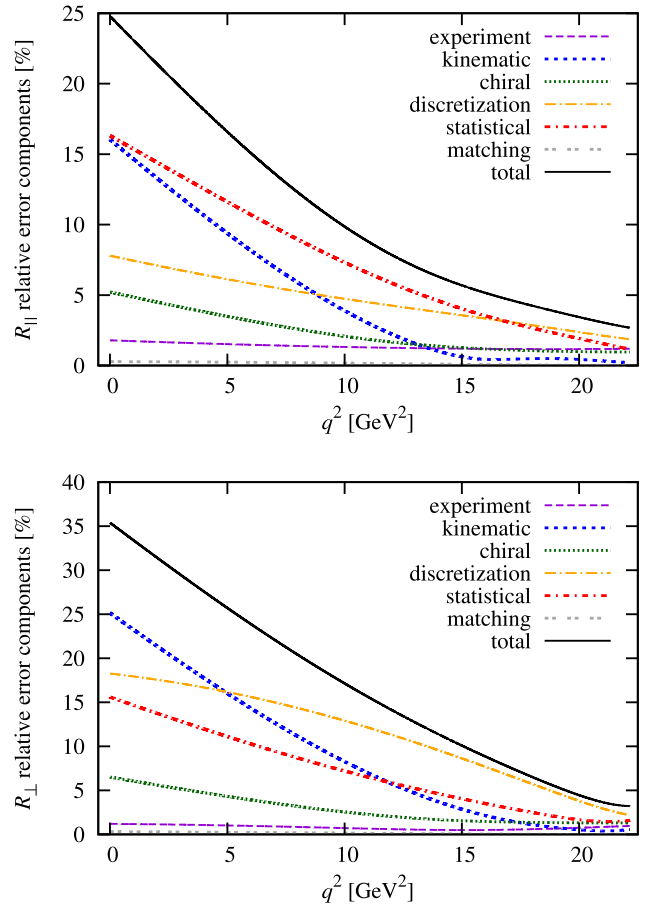 R∥ relative error components [%]
25
20
15
10
5
0
experiment
kinematic
chiral
discretization
statistical
matching
total
0 5 10 15 20
q² [GeV²]
R⊥ relative error components [%]
40
35
30
25
20
15
10
5
0
experiment
kinematic
chiral
discretization
statistical
matching
total
0 5 10 15 20
q² [GeV²]